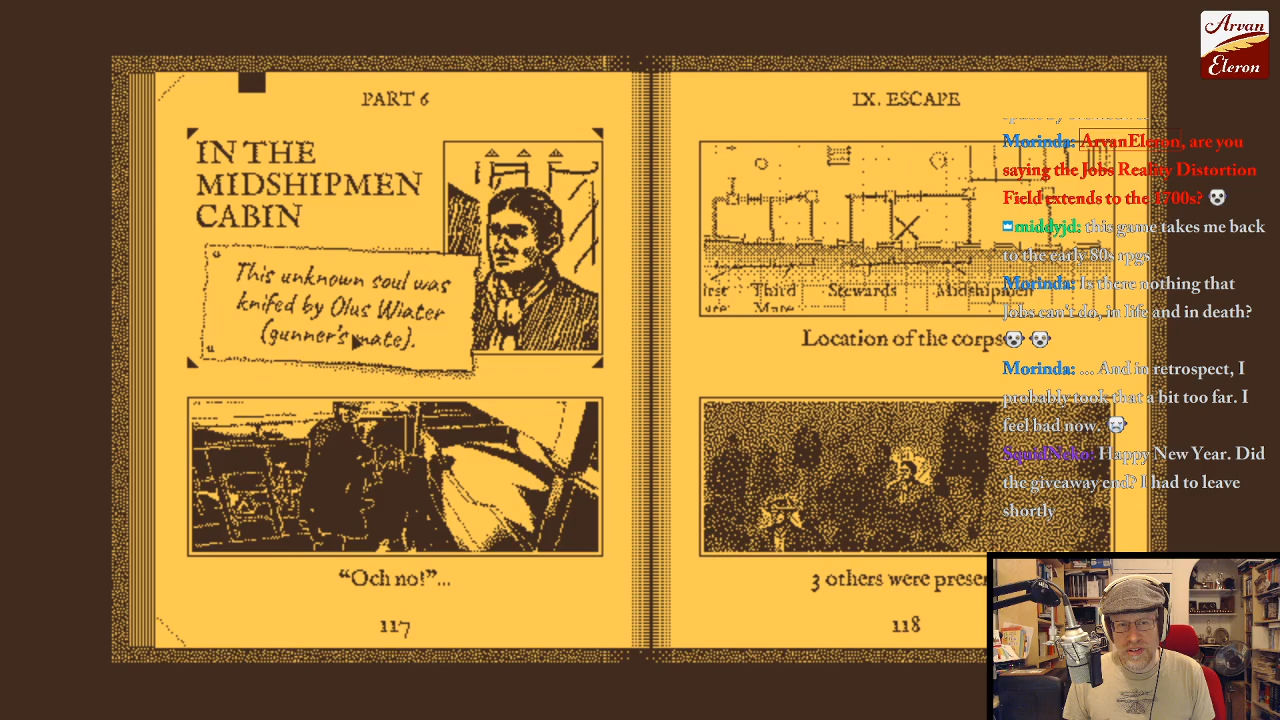 Arvan
Eleron
PART 6
IN THE
MIDSHIPMEN
CABIN
This unknown soul was
knifed by Olus Wiater
(gunner's mate).
"Och no!"...
117
IX. ESCAPE
Third
Mate
Stewards
Midshipmen
Location of the corps
3 others were presen
118
Morinda: ArvanEleron, are you
saying the Jobs Reality Distortion
Field extends to the 1700s?
middyjd: this game takes me back
to the early 80s rpgs
Morinda: Is there nothing that
Jobs can't do, in life and in death?
Morinda: ... And in retrospect, I
probably took that a bit too far. I
feel bad now.
SquidNeko: Happy New Year. Did
the giveaway end? I had to leave
shortly